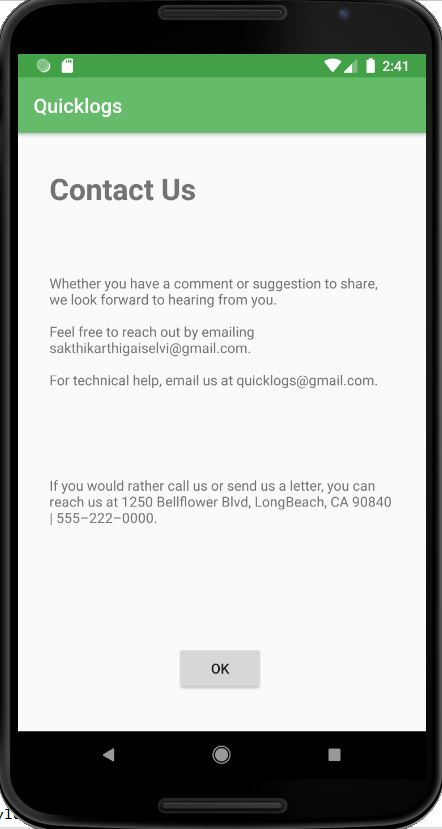 2:41
Quicklogs
Contact Us
Whether you have a comment or suggestion to share,
we look forward to hearing from you.
Feel free to reach out by emailing
sakthikarthigaiselvi@gmail.com.
For technical help, email us at quicklogs@gmail.com.
If you would rather call us or send us a letter, you can
reach us at 1250 Bellflower Blvd, LongBeach, CA 90840
| 555–222–0000.
OK